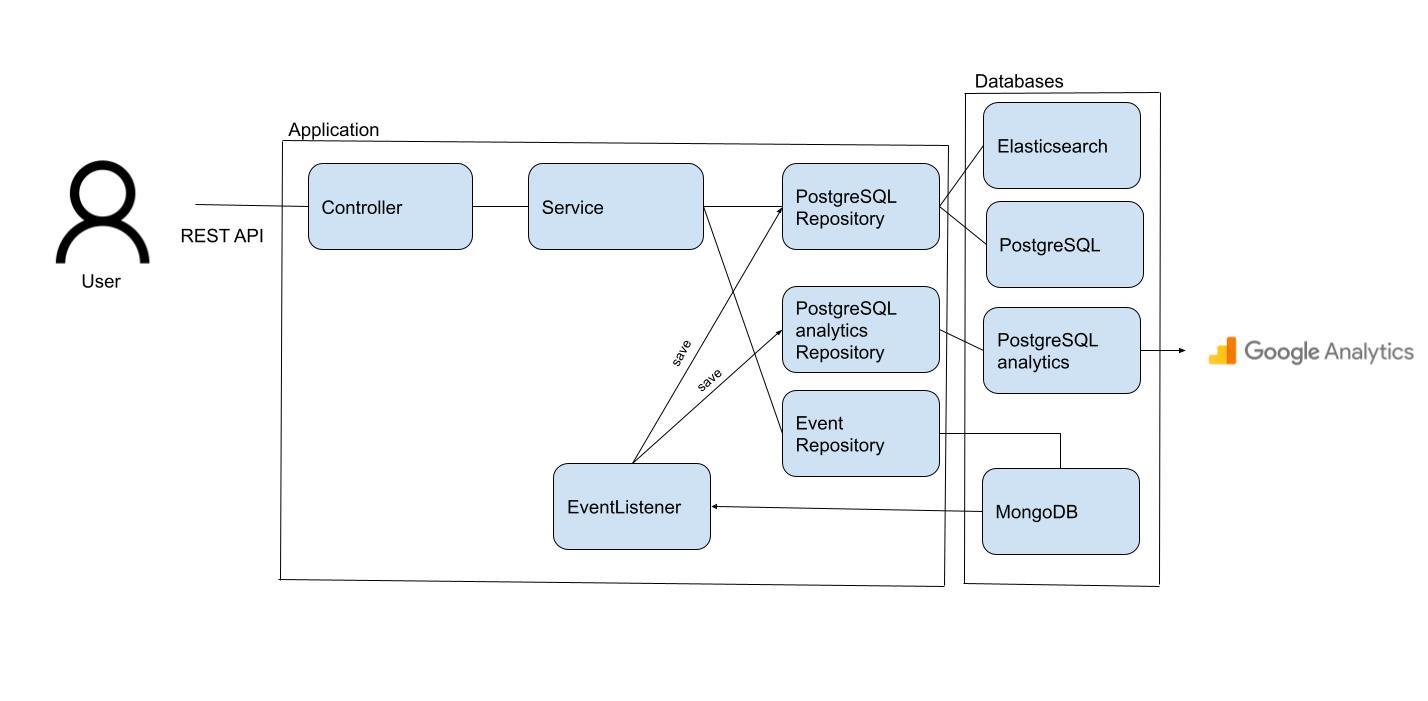 Databases
Application
Elasticsearch
Controller
Service
PostgreSQL
Repository
REST API
PostgreSQL
User
PostgreSQL
analytics
Repository
PostgreSQL
analytics
Google Analytics
save
save
Event
Repository
EventListener
MongoDB